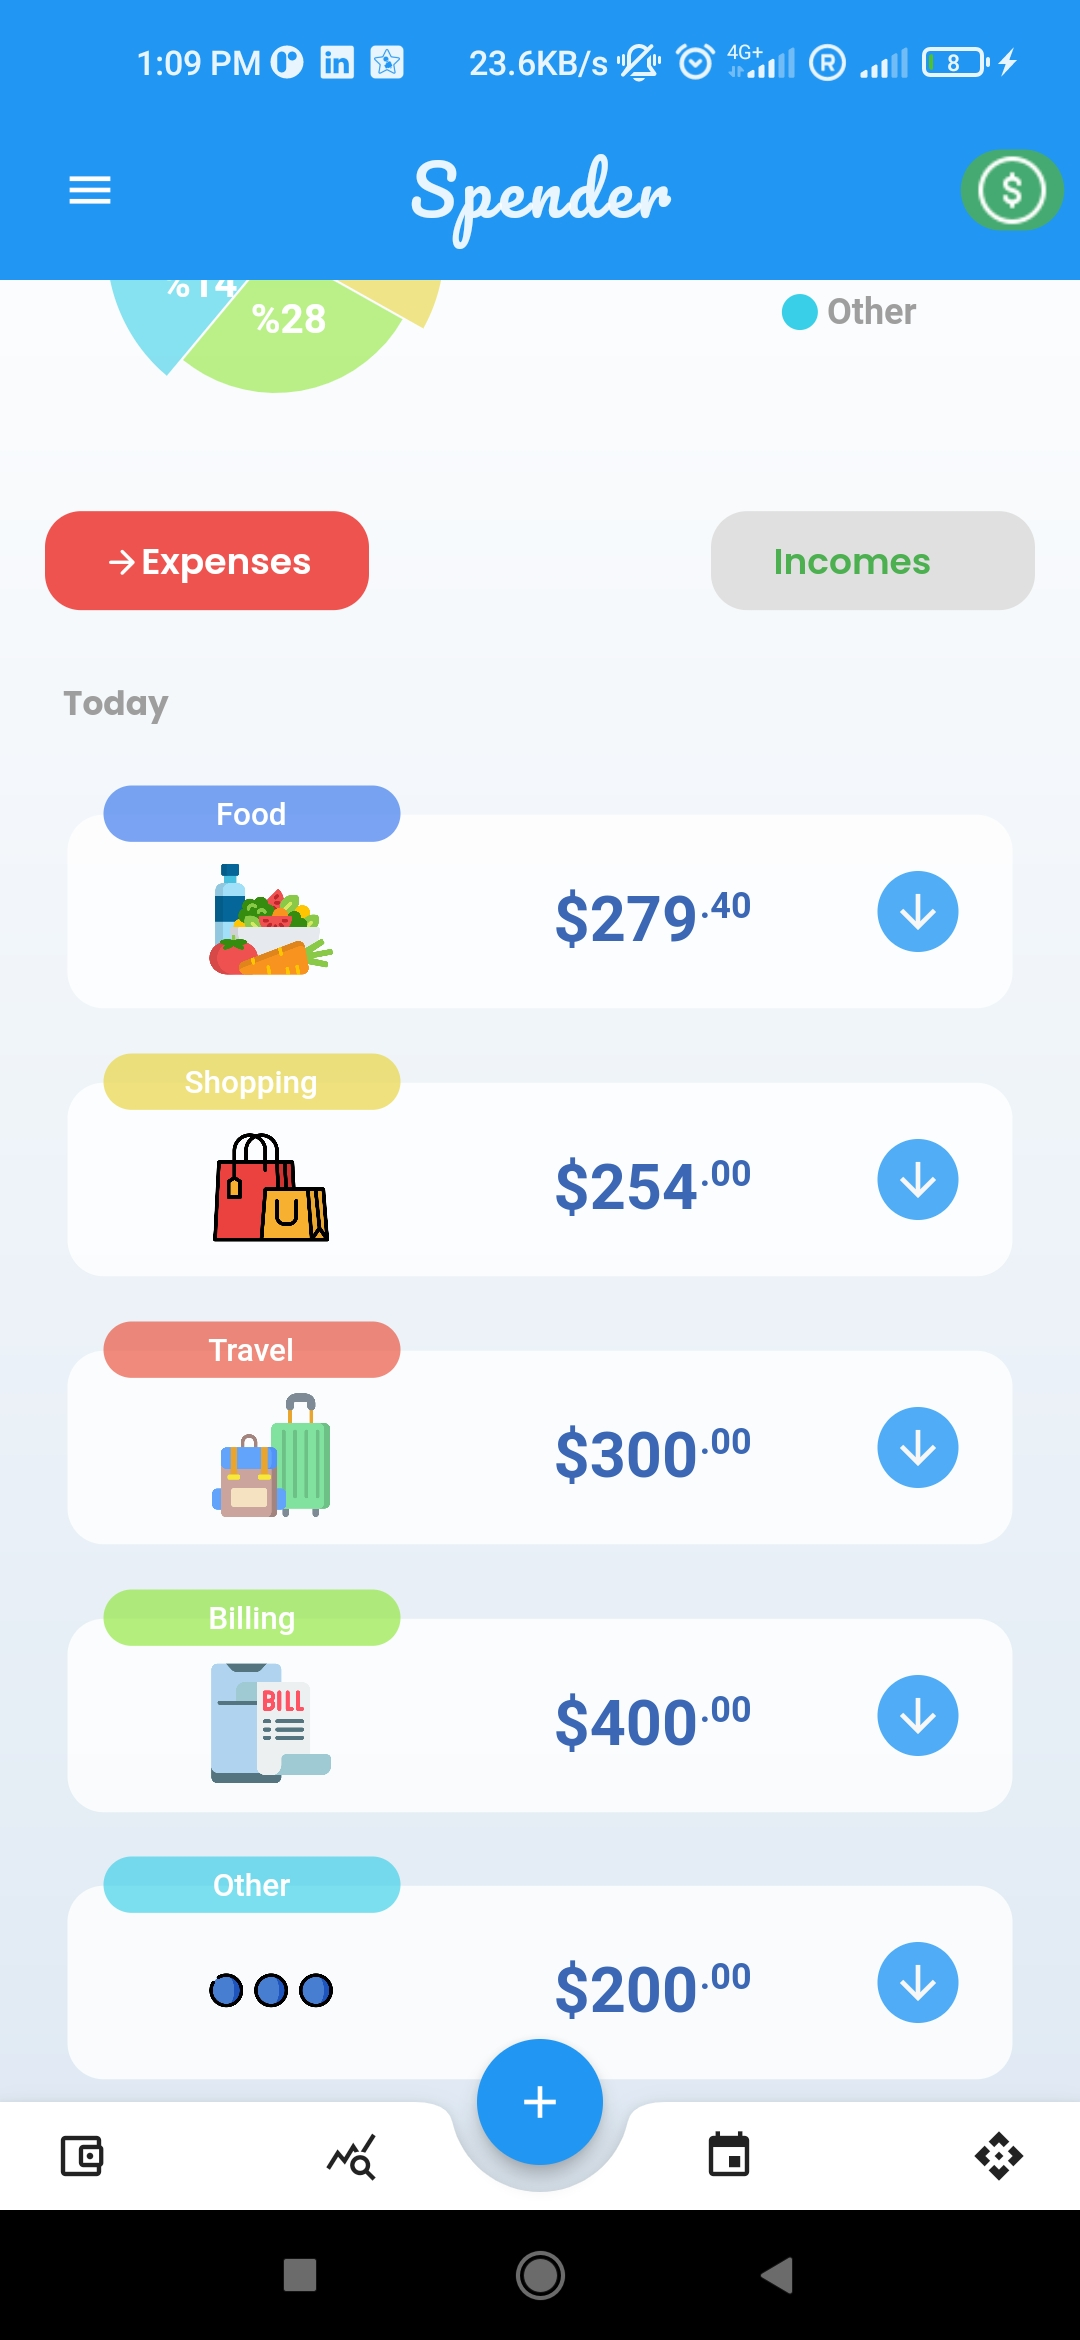 1:09 PM in 23.6KB/s 4G+ R 8
Spender
$
%14
%28
Other
Expenses
Incomes
Today
Food
$279.40
Shopping
$254.00
Travel
$300.00
Billing
BILL
$400.00
Other
$200.00